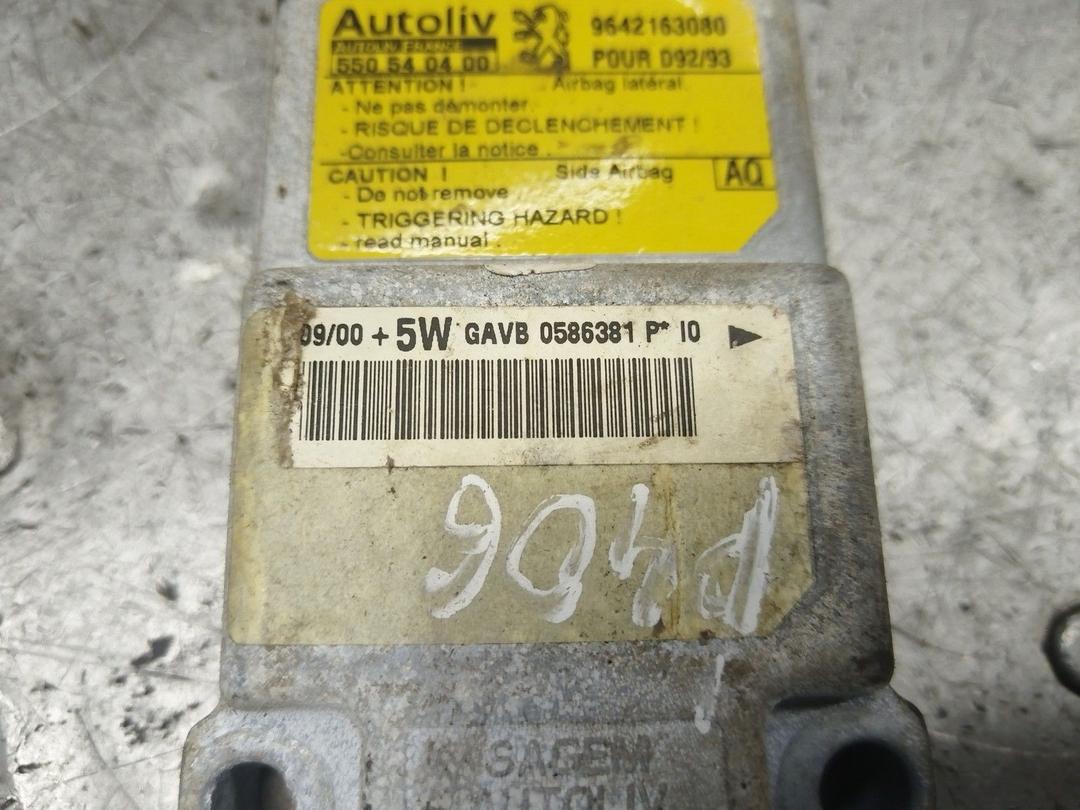 Autoliv 9642163080
AUTOLIV FRANCE POUR D92/93
550 54 04 00
ATTENTION ! Airbag latéral
- Ne pas démonter
- RISQUE DE DECLENCHEMENT !
-Consulter la notice .
CAUTION ! Side Airbag AQ
- Do not remove
- TRIGGERING HAZARD !
- read manual .
09/00 + 5W GAVB 0586381 P* I0
P406
SAGEM
AUTOLIV